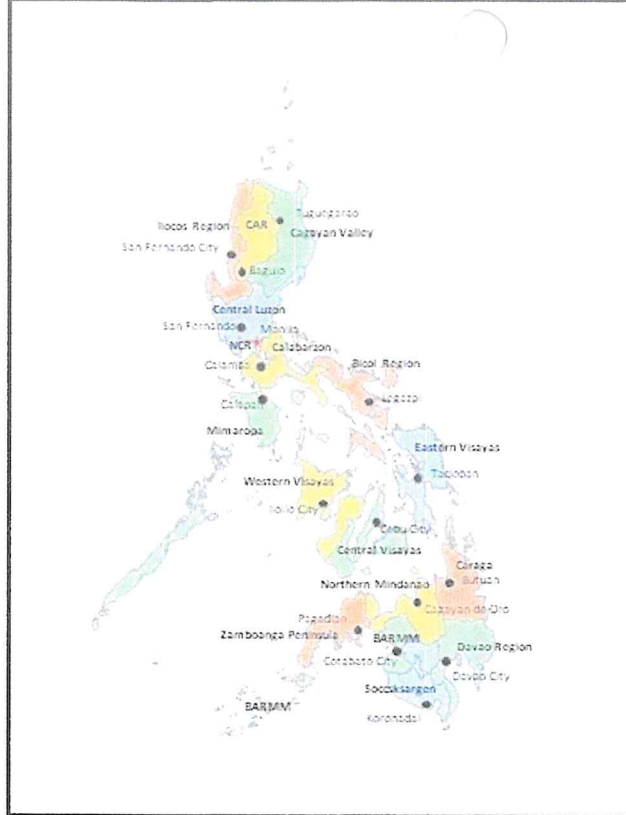 Tuguegarao
Ilocos Region
CAR
Cagayan Valley
San Fernando City
Baguio
Central Luzon
San Fernando
Manila
NCR
Calabarzon
Calamba
Bicol Region
Calapan
Legazpi
Mimaropa
Eastern Visayas
Tacloban
Western Visayas
Iloilo City
Cebu City
Central Visayas
Caraga
Northern Mindanao
Butuan
Cagayan de Oro
Pagadian
Zamboanga Peninsula
BARMM
Davao Region
Cotabato City
Davao City
Soccsksargen
BARMM
Koronadal